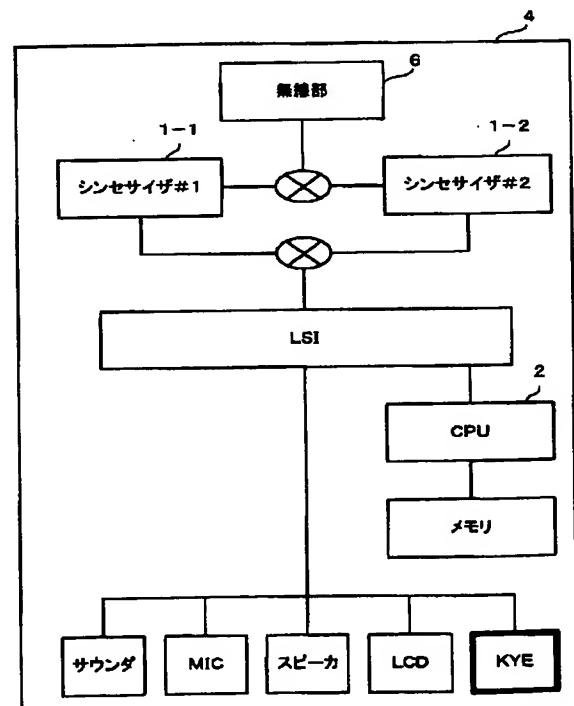 4
6
無線部
1-1
1-2
シンセサイザ#1
シンセサイザ#2
LSI
2
CPU
メモリ
サウンダ
MIC
スピーカ
LCD
KYE